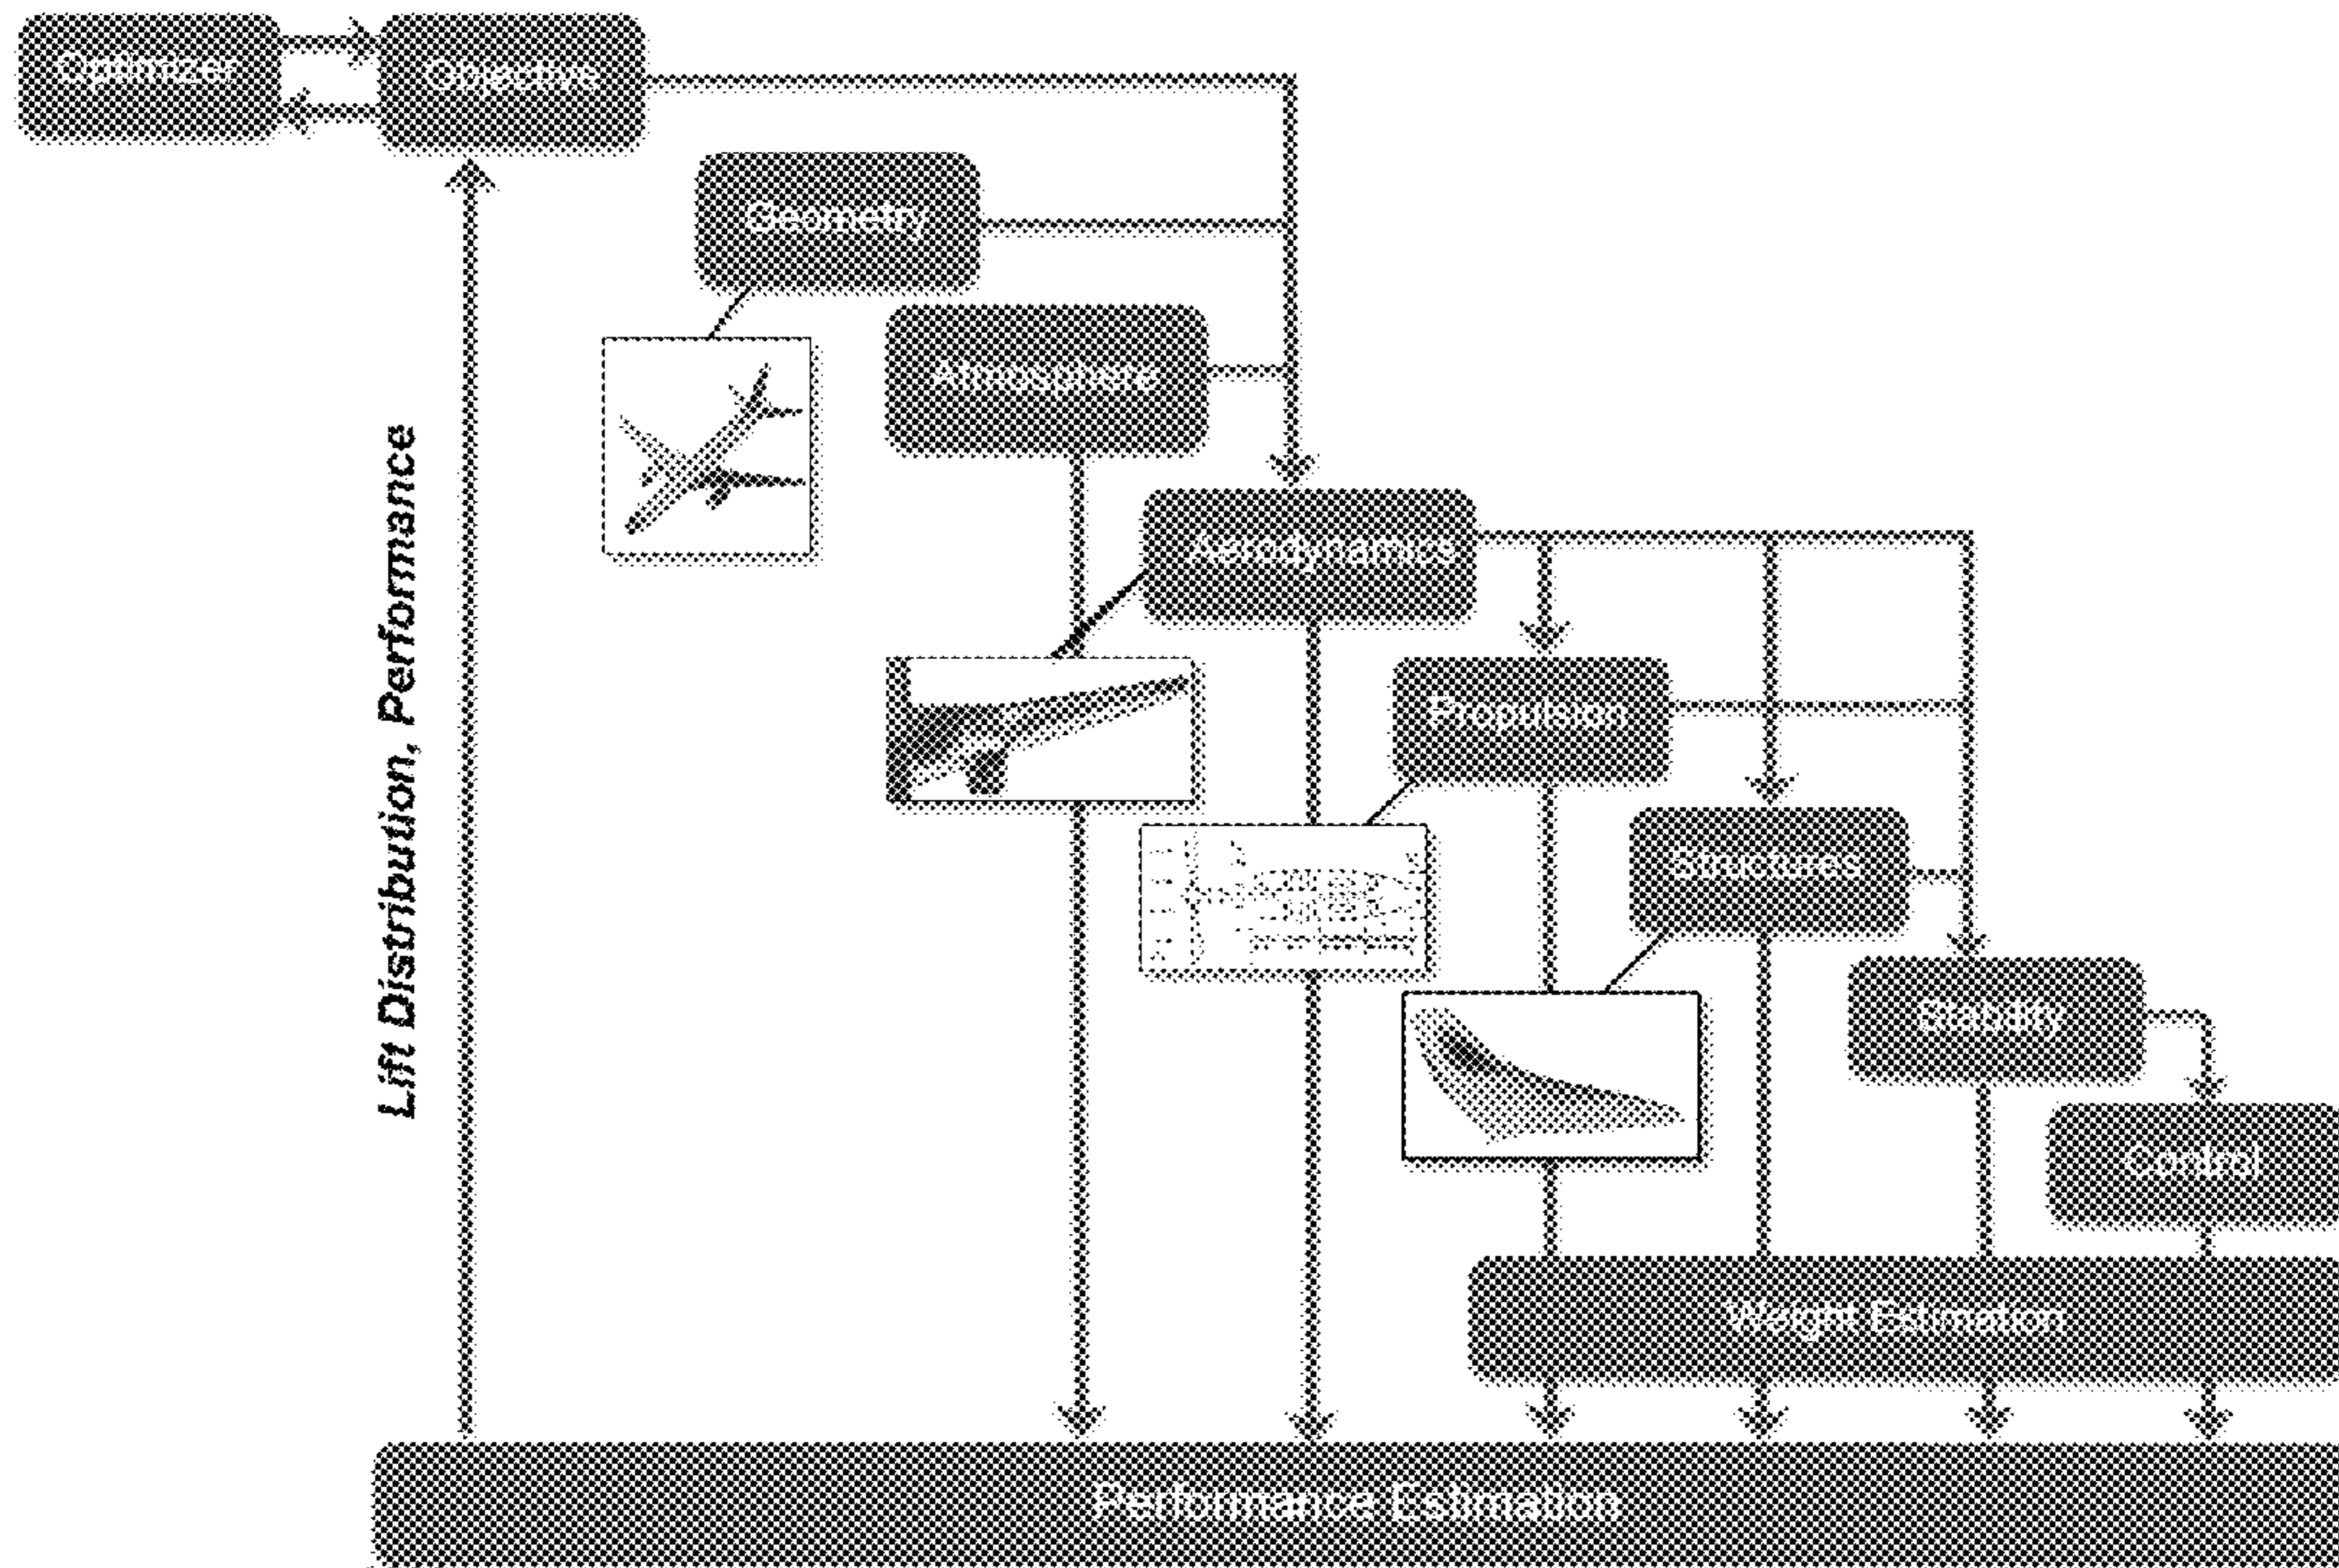 Optimizer
Objective
Geometry
Atmosphere
Aerodynamics
Propulsion
Structures
Stability
Control
Weight Estimation
Performance Estimation
Lift Distribution, Performance